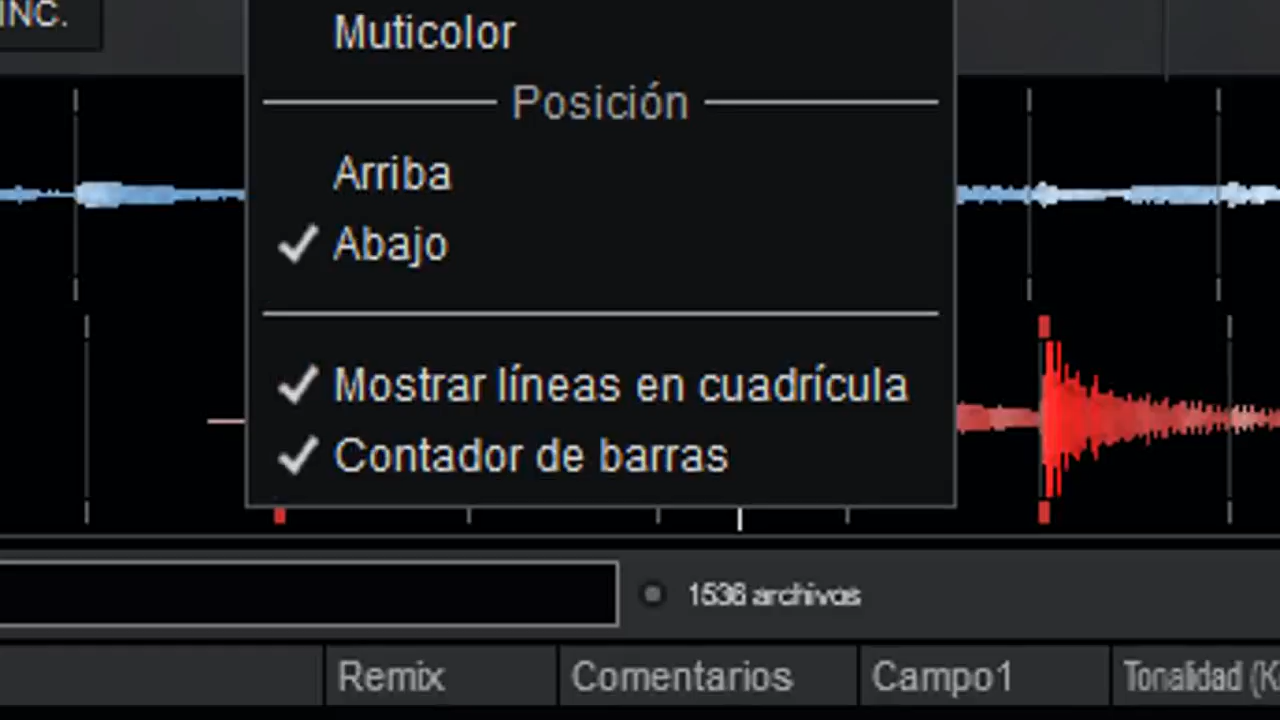 INC.
Muticolor
Posición
Arriba
Abajo
Mostrar líneas en cuadrícula
Contador de barras
1536 archivos
Remix Comentarios Campo1 Tonalidad (K